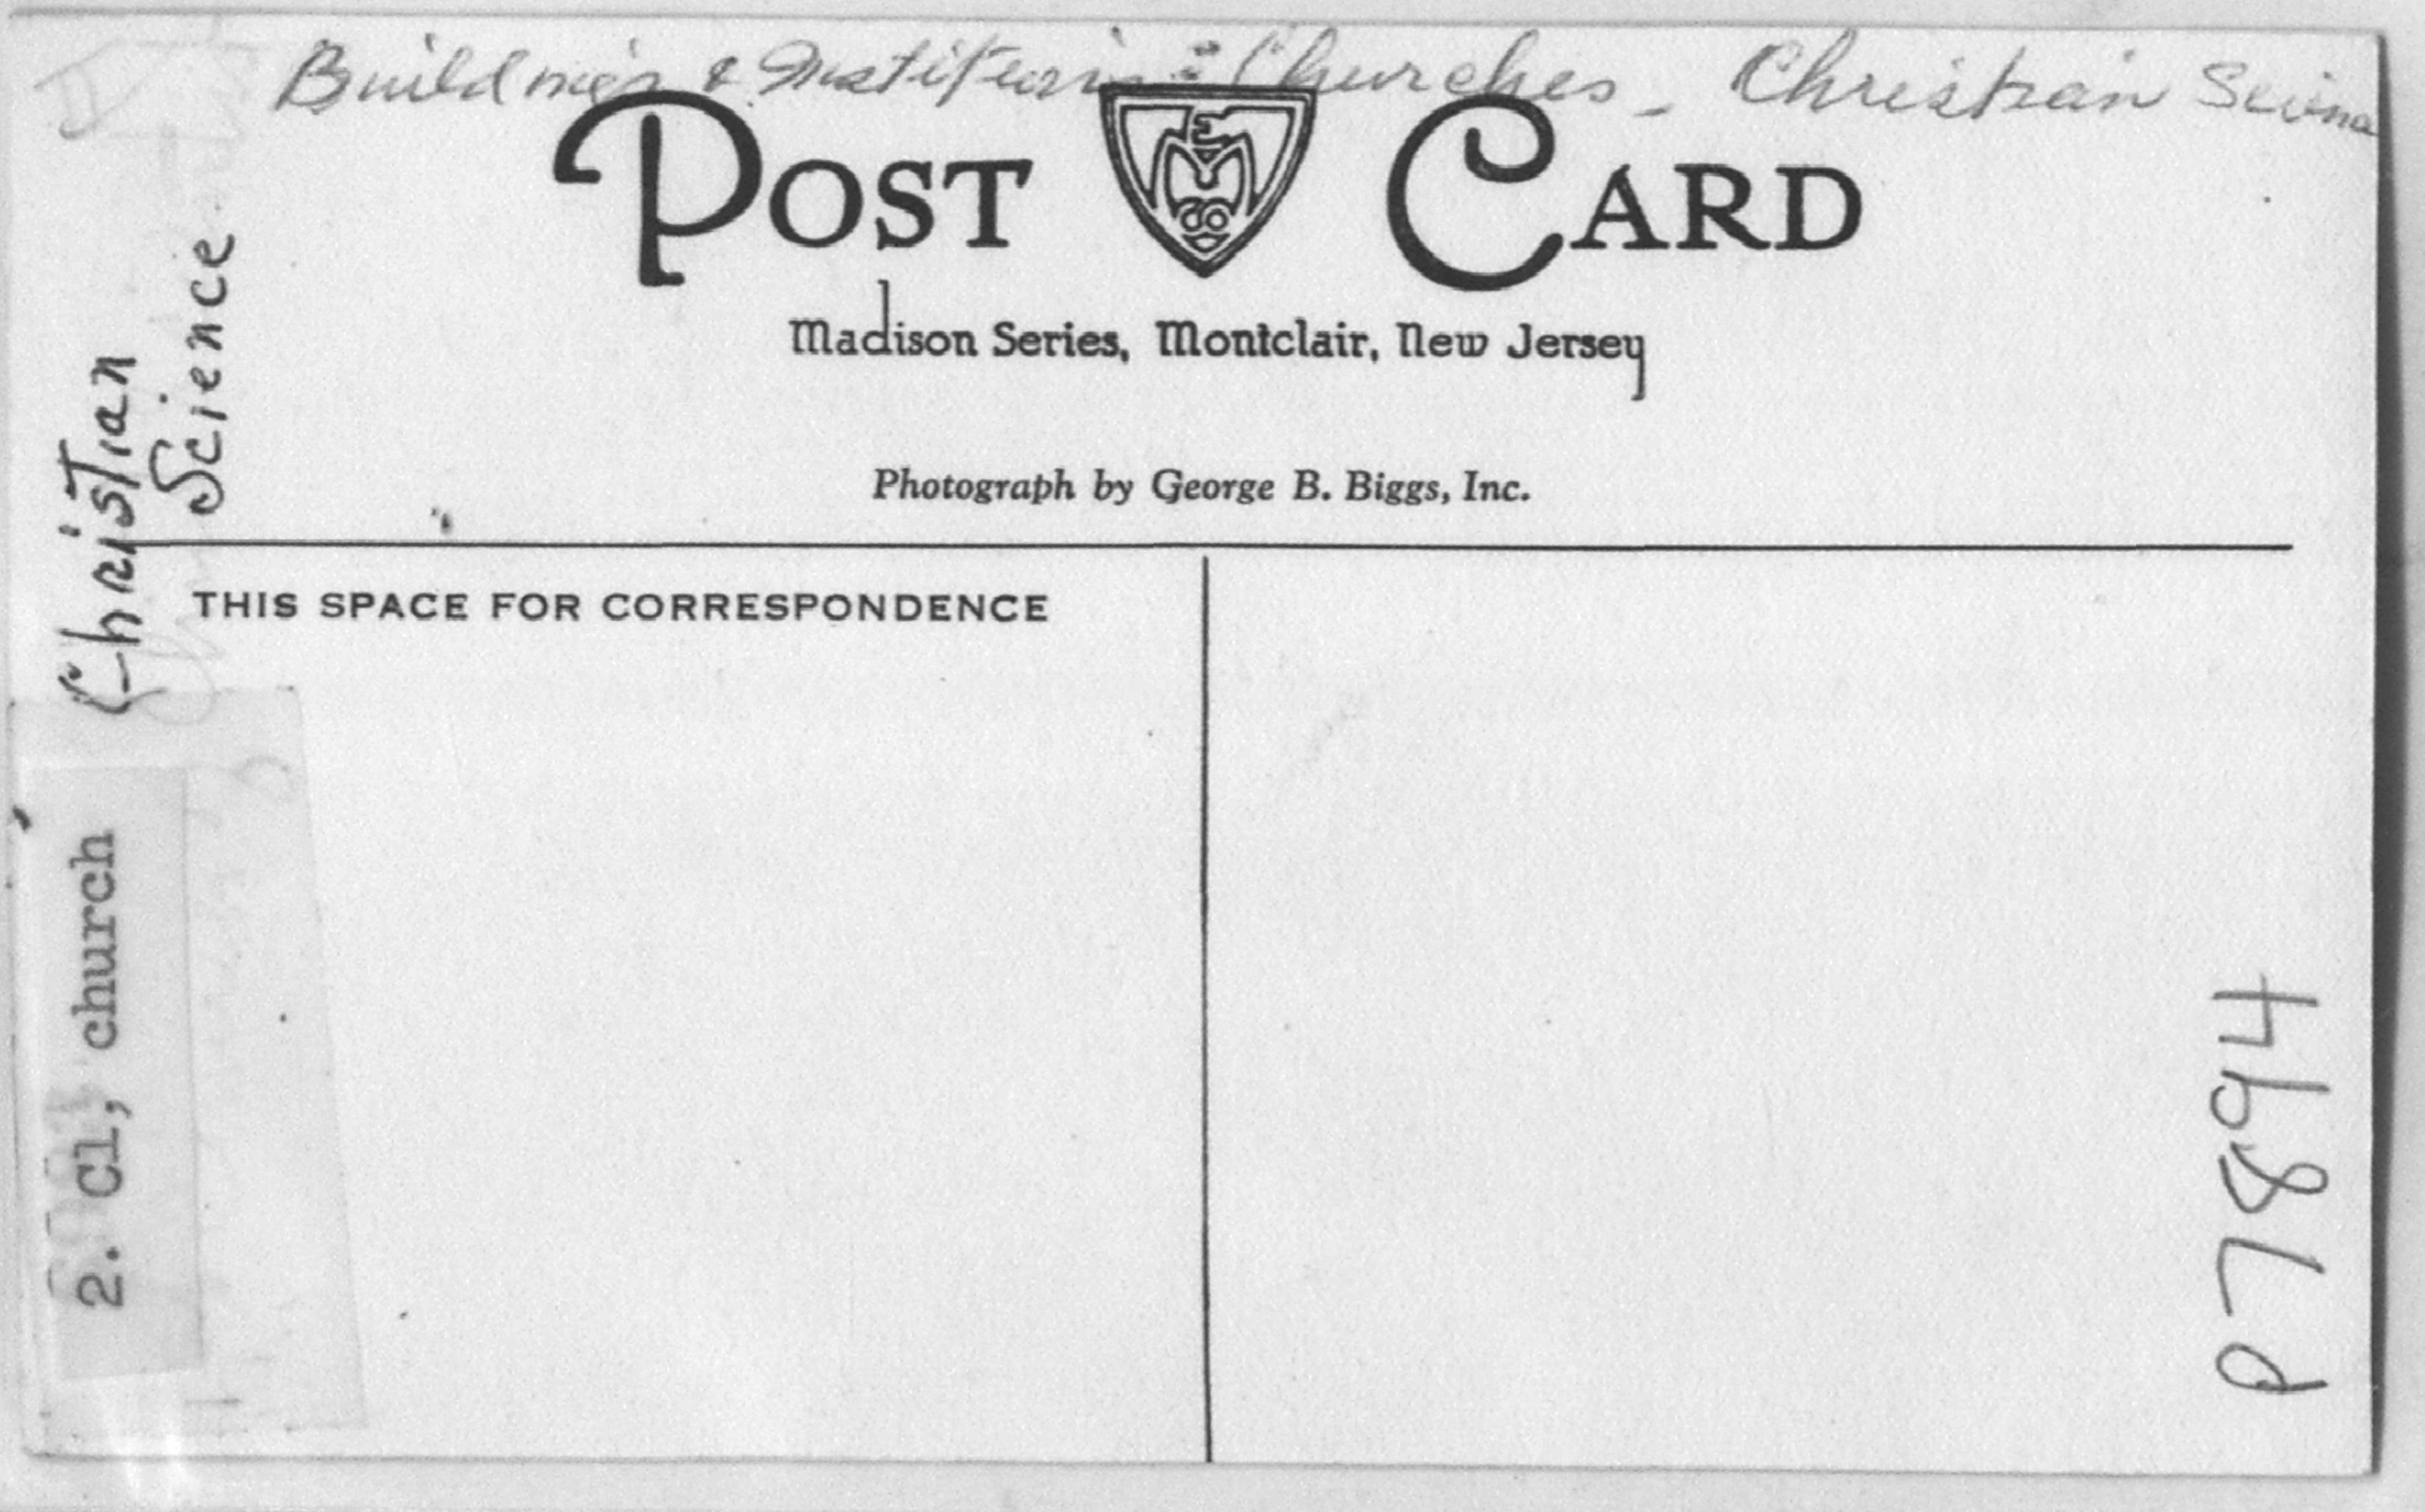 Buildings & Institutions: Churches - Christian Science
POST CARD
Madison Series, Montclair, New Jersey
Photograph by George B. Biggs, Inc.
THIS SPACE FOR CORRESPONDENCE
Christian
Science
2. Cl, church
P7864